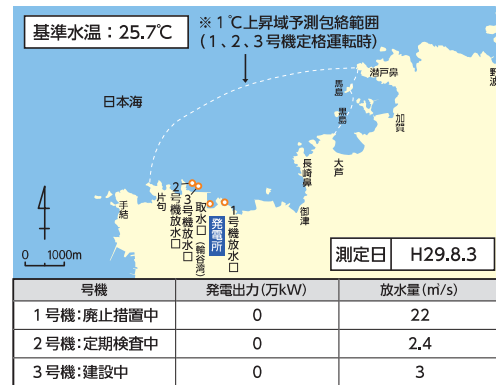 基準水温：25.7℃
※1℃上昇域予測包絡範囲
(1、2、3号機定格運転時)
日本海
馬島
潜戸鼻
野波
黒島
加賀
大芦
長崎鼻
御津
手結
片句
2号機放水口
3号機放水口
取水口(輪谷湾)
発電所
1号機放水口
0 1000m
測定日 H29.8.3
号機 発電出力(万kW) 放水量(㎥/s)
1号機:廃止措置中 0 22
2号機:定期検査中 0 2.4
3号機:建設中 0 3